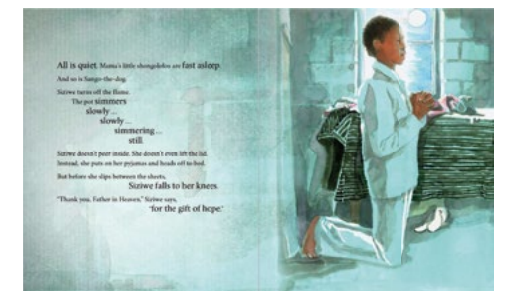 All is quiet. Mama's little shongololos are fast asleep.
And so is Sango-the-dog.
Siziwe turns off the flame.
The pot simmers
slowly ...
slowly ...
simmering ...
still.
Siziwe doesn't peer inside. She doesn't even lift the lid.
Instead, she puts on her pyjamas and heads off to bed.
But before she slips between the sheets,
Siziwe falls to her knees.
"Thank you, Father in Heaven," Siziwe says,
"for the gift of hope."